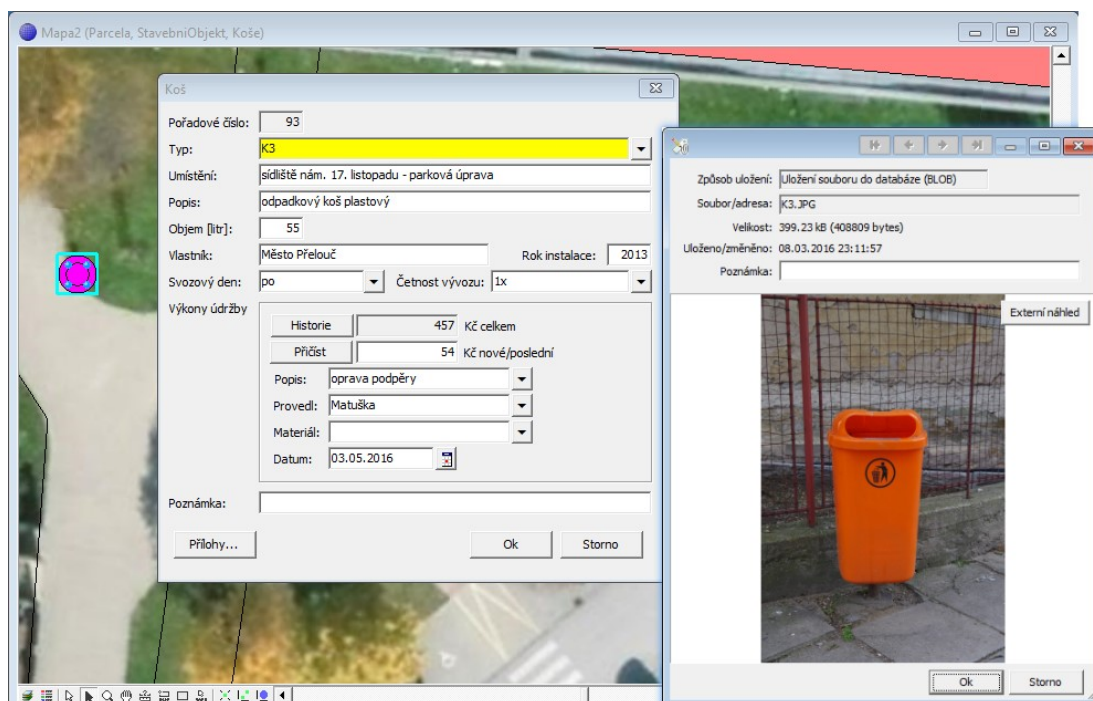 Mapa2 (Parcela, StavebniObjekt, Koše)
Koš
Pořadové číslo: 93
Typ: K3
Umístění: sídliště nám. 17. listopadu - parková úprava
Popis: odpadkový koš plastový
Objem [litr]: 55
Vlastník: Město Přelouč Rok instalace: 2013
Svozový den: po Četnost vývozu: 1x
Výkony údržby
Historie 457 Kč celkem
Přičíst 54 Kč nové/poslední
Popis: oprava podpěry
Provedl: Matuška
Materiál:
Datum: 03.05.2016
Poznámka:
Přílohy... Ok Storno
Způsob uložení: Uložení souboru do databáze (BLOB)
Soubor/adresa: K3.JPG
Velikost: 399.23 kB (408809 bytes)
Uloženo/změněno: 08.03.2016 23:11:57
Poznámka:
Externí náhled
Ok Storno